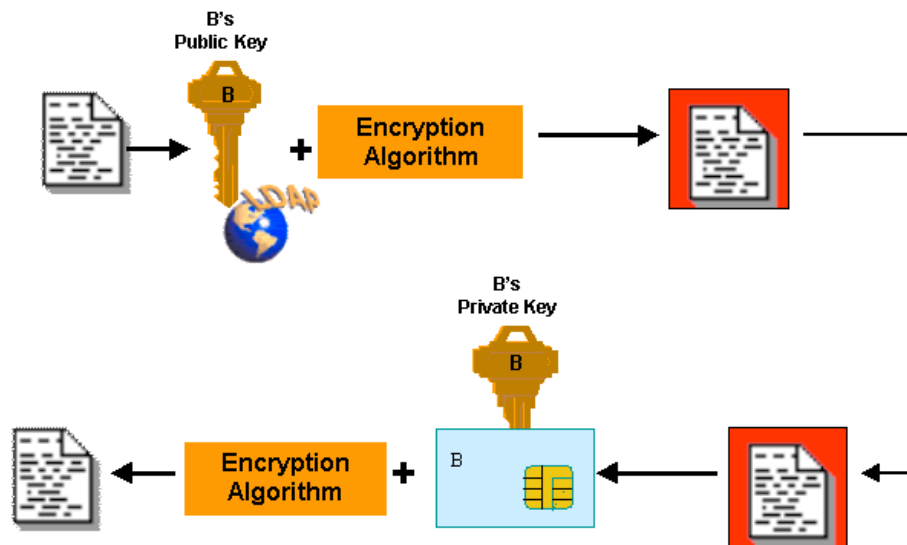 B's
Public Key
B
+
Encryption
Algorithm
LDAP
B's
Private Key
B
Encryption
Algorithm
+
B